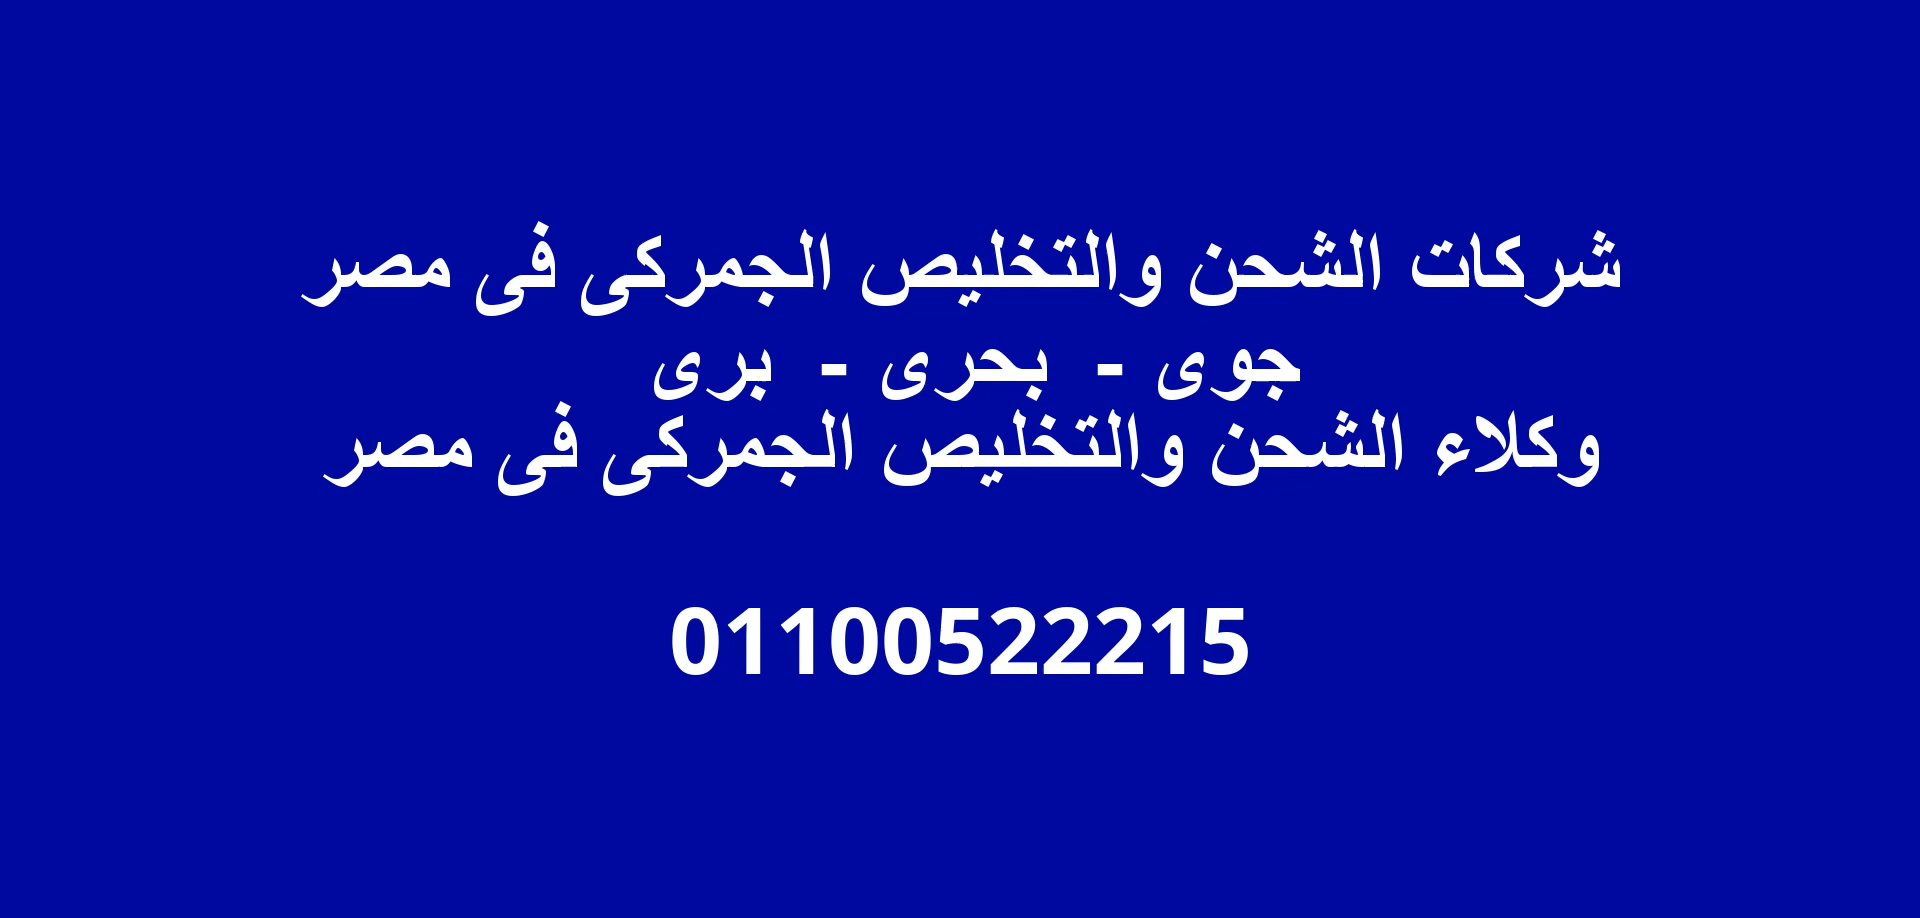 شركات الشحن والتخليص الجمركى فى مصر
جوى - بحرى - برى
وكلاء الشحن والتخليص الجمركى فى مصر
01100522215